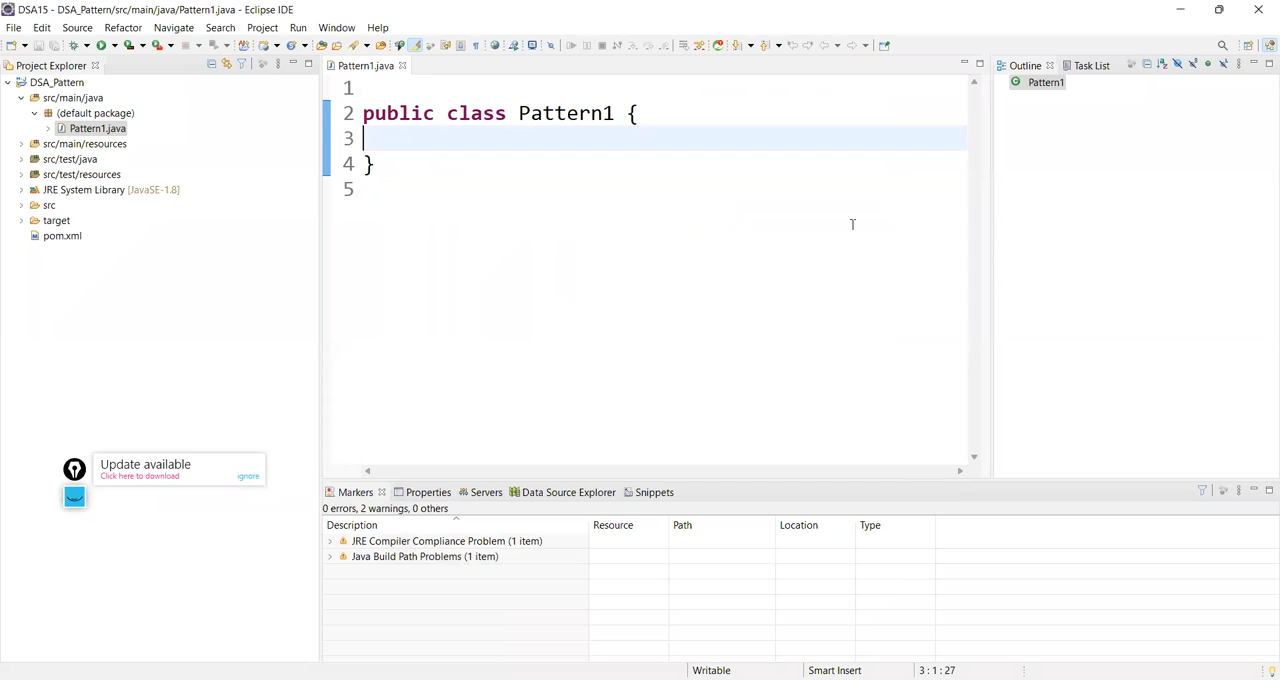 DSA15 - DSA_Pattern/src/main/java/Pattern1.java - Eclipse IDE
File Edit Source Refactor Navigate Search Project Run Window Help
Project Explorer
DSA_Pattern
src/main/java
(default package)
Pattern1.java
src/main/resources
src/test/java
src/test/resources
JRE System Library [JavaSE-1.8]
src
target
pom.xml
Update available
Click here to download ignore
Pattern1.java
1
2 public class Pattern1 {
3
4 }
5
Outline Task List
Pattern1
Markers Properties Servers Data Source Explorer Snippets
0 errors, 2 warnings, 0 others
Description Resource Path Location Type
JRE Compiler Compliance Problem (1 item)
Java Build Path Problems (1 item)
Writable Smart Insert 3 : 1 : 27